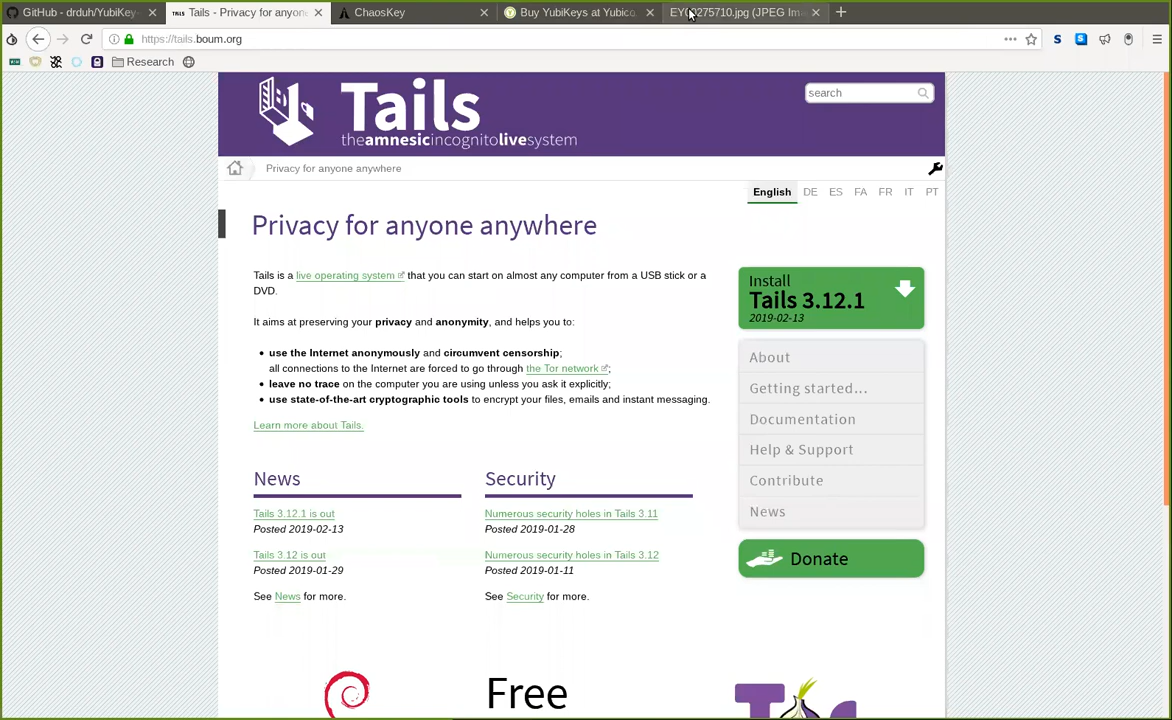 GitHub - drduh/YubiKey-
TAILS Tails - Privacy for anyon
ChaosKey
Buy YubiKeys at Yubico.
EY00275710.jpg (JPEG Im
https://tails.boum.org
Research
Tails
theamnesicincognitolivesystem
search
Privacy for anyone anywhere
English DE ES FA FR IT PT
Privacy for anyone anywhere
Tails is a live operating system that you can start on almost any computer from a USB stick or a
DVD.
It aims at preserving your privacy and anonymity, and helps you to:
use the Internet anonymously and circumvent censorship;
all connections to the Internet are forced to go through the Tor network;
leave no trace on the computer you are using unless you ask it explicitly;
use state-of-the-art cryptographic tools to encrypt your files, emails and instant messaging.
Learn more about Tails.
Install
Tails 3.12.1
2019-02-13
About
Getting started...
Documentation
Help & Support
Contribute
News
Donate
News
Tails 3.12.1 is out
Posted 2019-02-13
Tails 3.12 is out
Posted 2019-01-29
See News for more.
Security
Numerous security holes in Tails 3.11
Posted 2019-01-28
Numerous security holes in Tails 3.12
Posted 2019-01-11
See Security for more.
Free